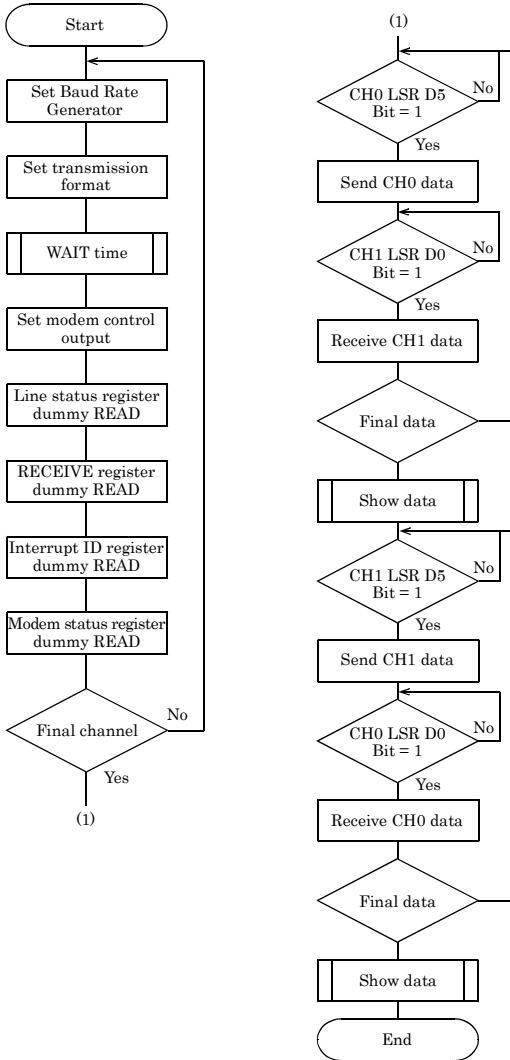 Start
Set Baud Rate
Generator
Set transmission
format
WAIT time
Set modem control
output
Line status register
dummy READ
RECEIVE register
dummy READ
Interrupt ID register
dummy READ
Modem status register
dummy READ
Final channel
No
Yes
(1)
(1)
CH0 LSR D5
Bit = 1
No
Yes
Send CH0 data
CH1 LSR D0
Bit = 1
No
Yes
Receive CH1 data
Final data
Show data
CH1 LSR D5
Bit = 1
No
Yes
Send CH1 data
CH0 LSR D0
Bit = 1
No
Yes
Receive CH0 data
Final data
Show data
End